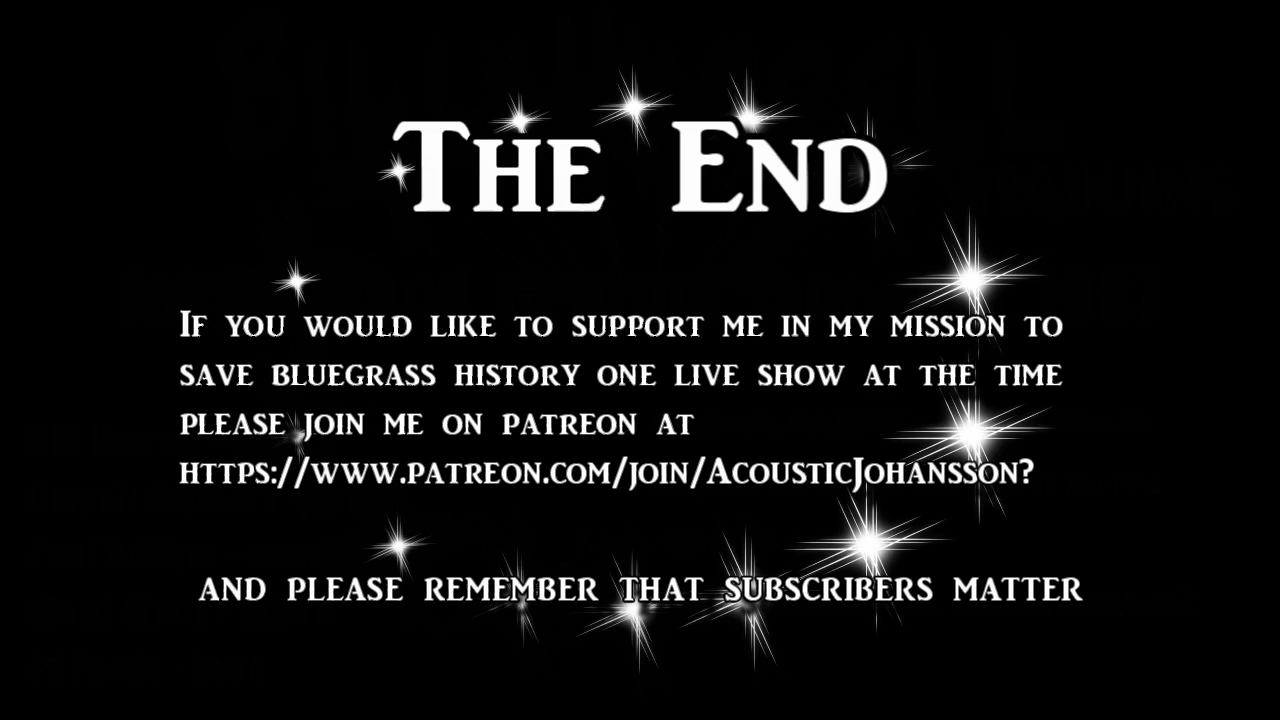 The End
If you would like to support me in my mission to
save bluegrass history one live show at the time
please join me on patreon at
https://www.patreon.com/join/AcousticJohansson?
and please remember that subscribers matter